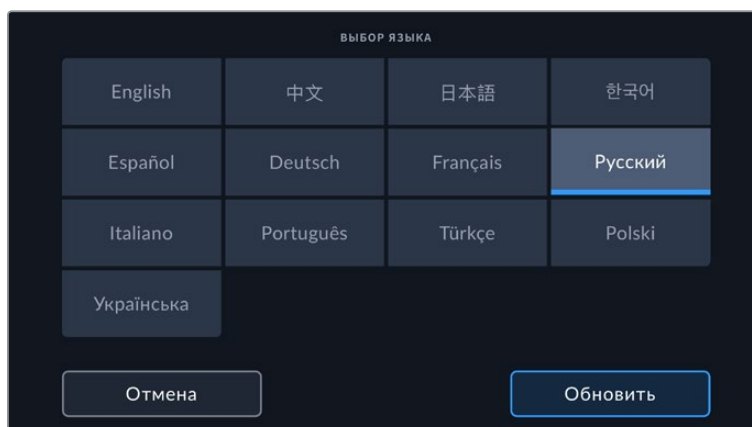 ВЫБОР ЯЗЫКА
English 中文 日本語 한국어
Español Deutsch Français Русский
Italiano Português Türkçe Polski
Українська
Отмена Обновить